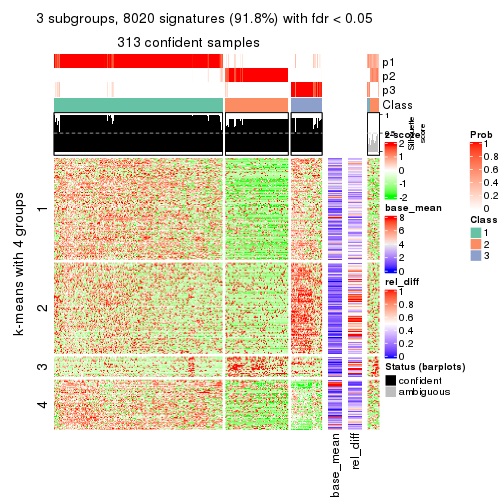 3 subgroups, 8020 signatures (91.8%) with fdr < 0.05
313 confident samples
p1
p2
p3
Class
1
Silhouette
score
k-means with 4 groups
1
2
3
4
z-score
2
1
0
-1
-2
base_mean
8
6
4
2
0
rel_diff
1
0.8
0.6
0.4
0.2
0
Status (barplots)
confident
ambiguous
Prob
1
0.8
0.6
0.4
0.2
0
Class
1
2
3
base_mean
rel_diff